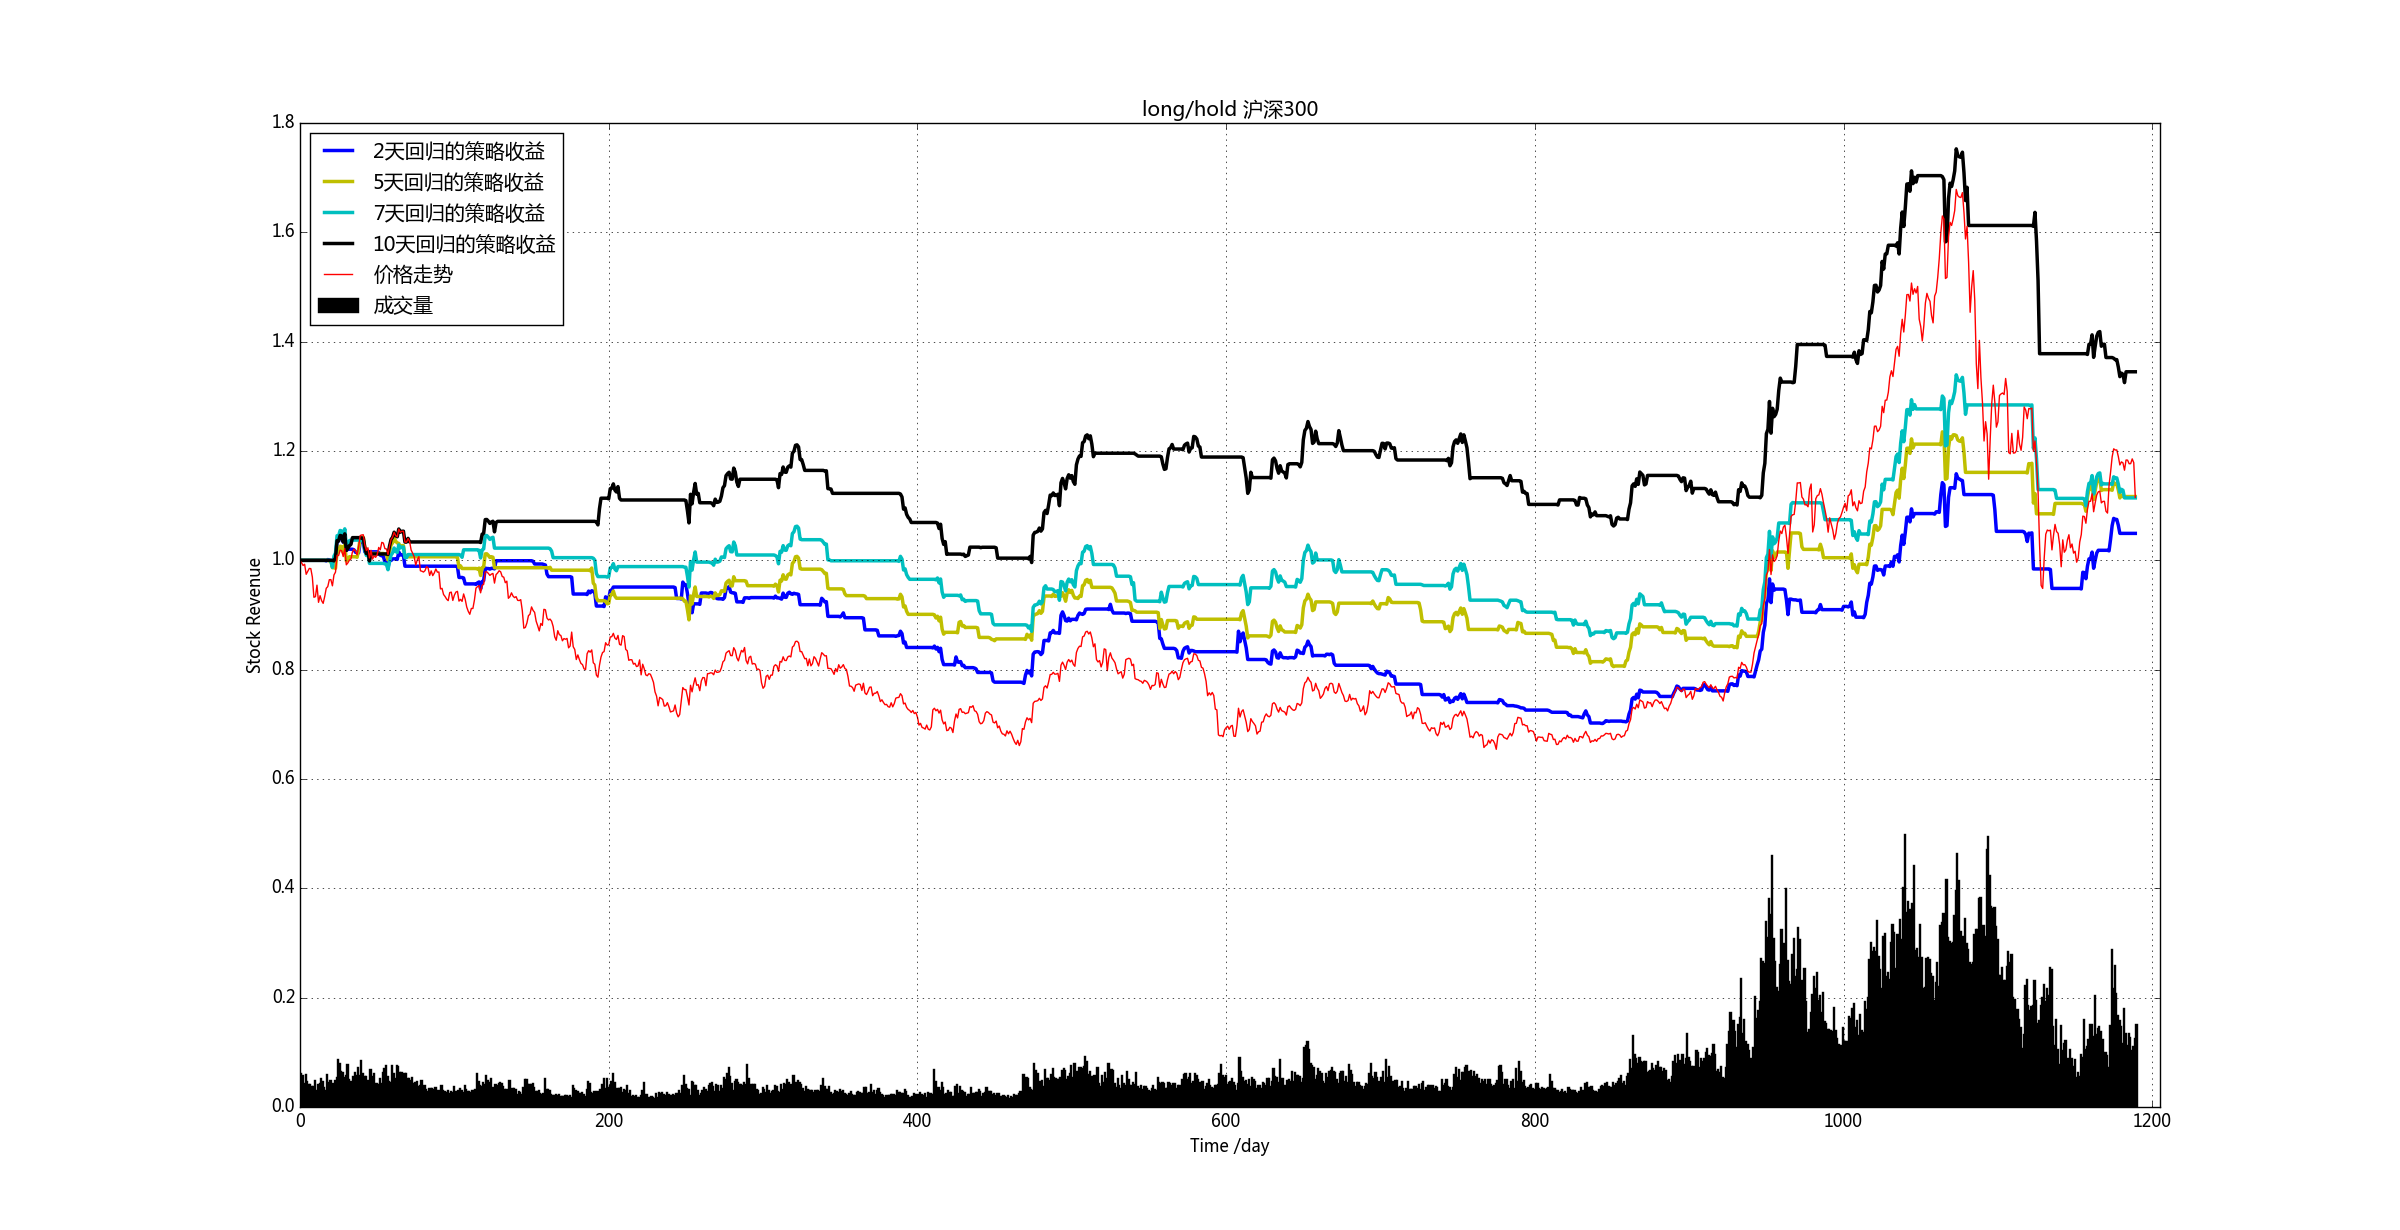 long/hold 沪深300
2天回归的策略收益
5天回归的策略收益
7天回归的策略收益
10天回归的策略收益
价格走势
成交量
Stock Revenue
1.8
1.6
1.4
1.2
1.0
0.8
0.6
0.4
0.2
0.0
0
200
400
600
800
1000
1200
Time /day